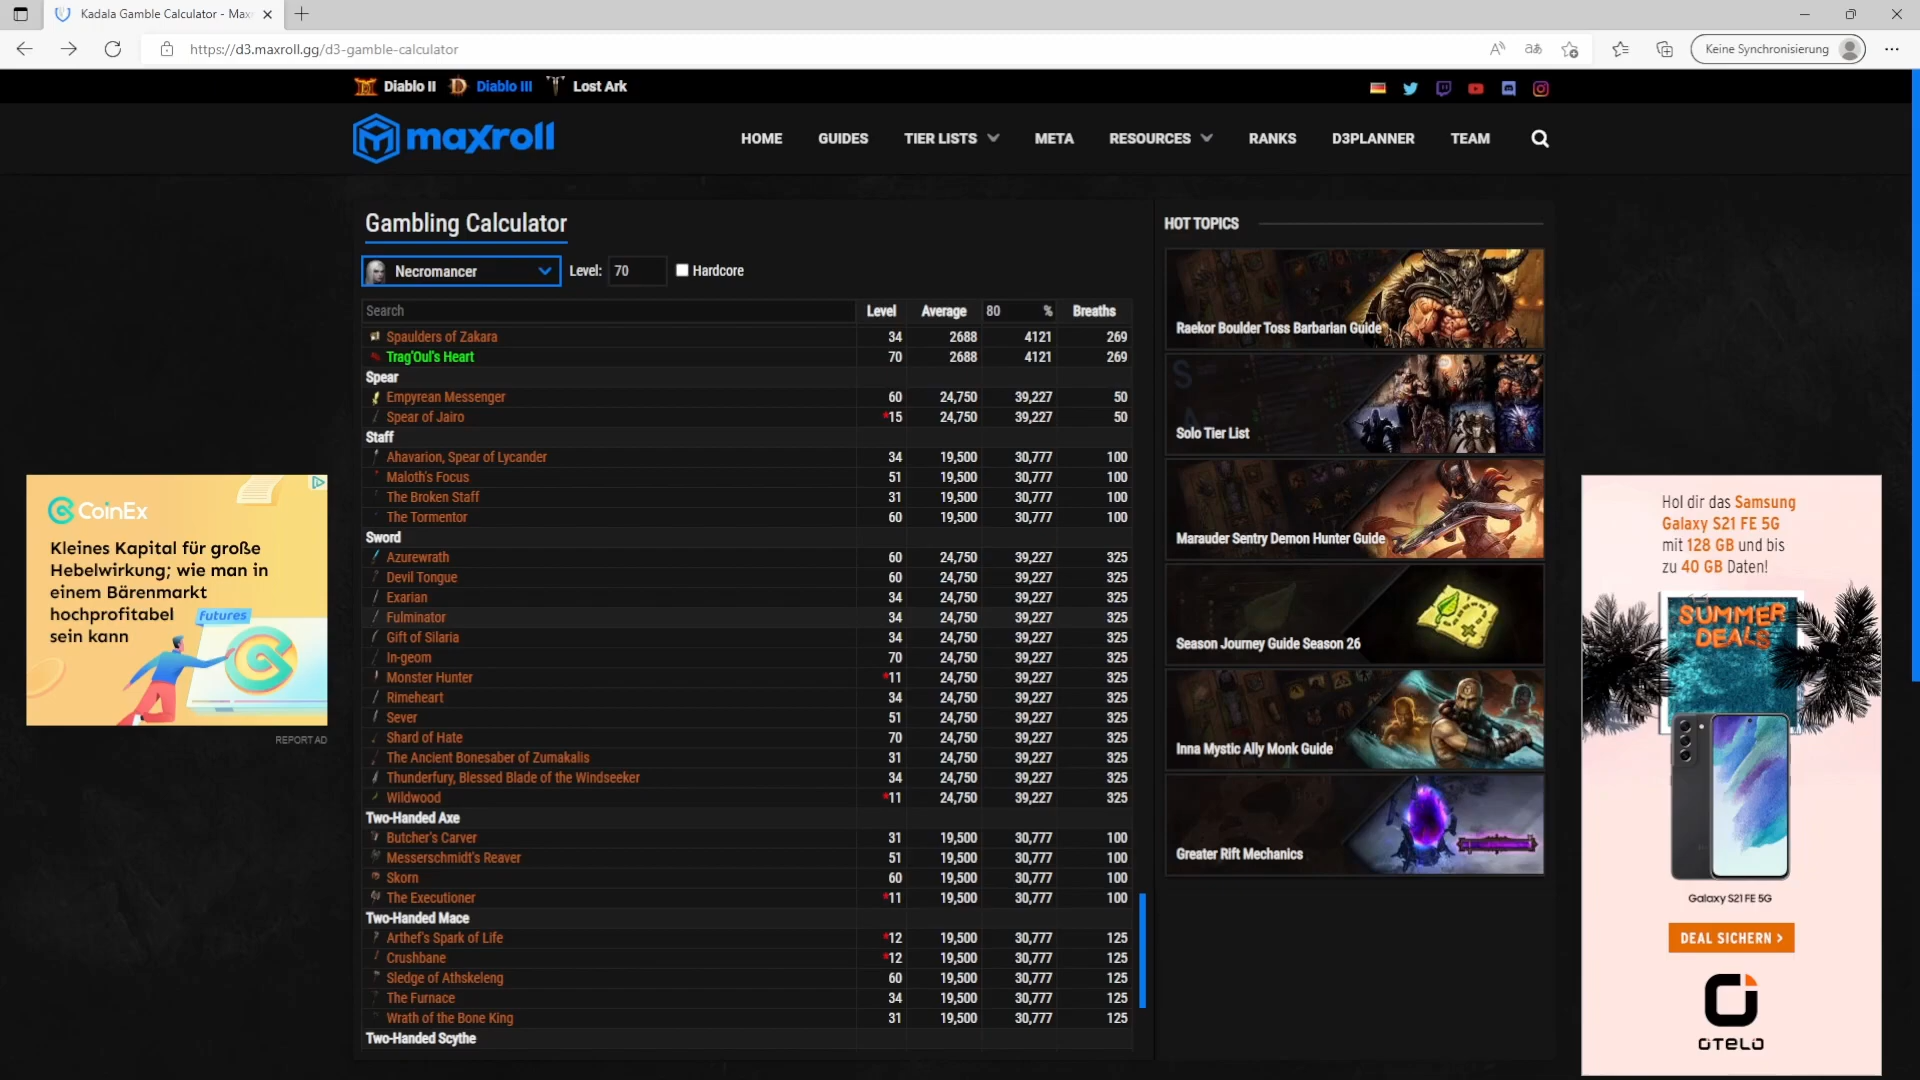 Kadala Gamble Calculator - Max
https://d3.maxroll.gg/d3-gamble-calculator
Keine Synchronisierung
Diablo II
Diablo III
Lost Ark
maxroll
HOME
GUIDES
TIER LISTS
META
RESOURCES
RANKS
D3PLANNER
TEAM
Gambling Calculator
Necromancer
Level: 70
Hardcore
Search Level Average 80 % Breaths
Spaulders of Zakara 34 2688 4121 269
Trag'Oul's Heart 70 2688 4121 269
Spear
Empyrean Messenger 60 24,750 39,227 50
Spear of Jairo *15 24,750 39,227 50
Staff
Ahavarion, Spear of Lycander 34 19,500 30,777 100
Maloth's Focus 51 19,500 30,777 100
The Broken Staff 31 19,500 30,777 100
The Tormentor 60 19,500 30,777 100
Sword
Azurewrath 60 24,750 39,227 325
Devil Tongue 60 24,750 39,227 325
Exarian 34 24,750 39,227 325
Fulminator 34 24,750 39,227 325
Gift of Silaria 34 24,750 39,227 325
In-geom 70 24,750 39,227 325
Monster Hunter *11 24,750 39,227 325
Rimeheart 34 24,750 39,227 325
Sever 51 24,750 39,227 325
Shard of Hate 70 24,750 39,227 325
The Ancient Bonesaber of Zumakalis 31 24,750 39,227 325
Thunderfury, Blessed Blade of the Windseeker 34 24,750 39,227 325
Wildwood *11 24,750 39,227 325
Two-Handed Axe
Butcher's Carver 31 19,500 30,777 100
Messerschmidt's Reaver 51 19,500 30,777 100
Skorn 60 19,500 30,777 100
The Executioner *11 19,500 30,777 100
Two-Handed Mace
Arthef's Spark of Life *12 19,500 30,777 125
Crushbane *12 19,500 30,777 125
Sledge of Athskeleng 60 19,500 30,777 125
The Furnace 34 19,500 30,777 125
Wrath of the Bone King 31 19,500 30,777 125
Two-Handed Scythe
HOT TOPICS
Raekor Boulder Toss Barbarian Guide
Solo Tier List
Marauder Sentry Demon Hunter Guide
Season Journey Guide Season 26
Inna Mystic Ally Monk Guide
Greater Rift Mechanics
CoinEx
Kleines Kapital für große
Hebelwirkung; wie man in
einem Bärenmarkt
hochprofitabel
sein kann
Futures
REPORT AD
Hol dir das Samsung
Galaxy S21 FE 5G
mit 128 GB und bis
zu 40 GB Daten!
SUMMER
DEALS
Galaxy S21 FE 5G
DEAL SICHERN >
OTELO